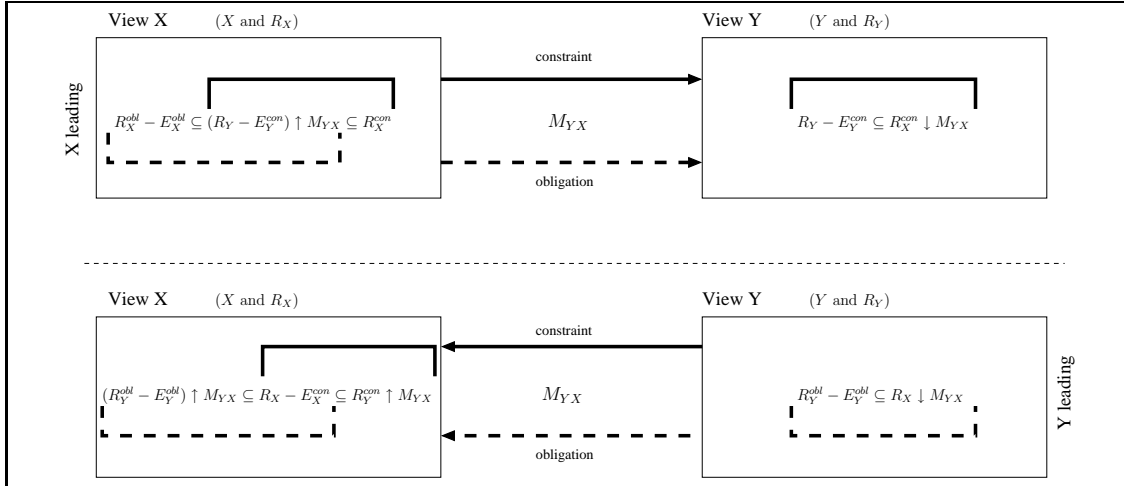 View X (X and R_X) View Y (Y and R_Y)
constraint
X leading
R_X^{obl} − E_X^{obl} ⊆ (R_Y − E_Y^{con}) ↑ M_{YX} ⊆ R_X^{con} M_{YX} R_Y − E_Y^{con} ⊆ R_X^{con} ↓ M_{YX}
obligation
View X (X and R_X) View Y (Y and R_Y)
constraint
(R_Y^{obl} − E_Y^{obl}) ↑ M_{YX} ⊆ R_X − E_X^{con} ⊆ R_Y^{con} ↑ M_{YX} M_{YX} R_Y^{obl} − E_Y^{obl} ⊆ R_X ↓ M_{YX}
Y leading
obligation